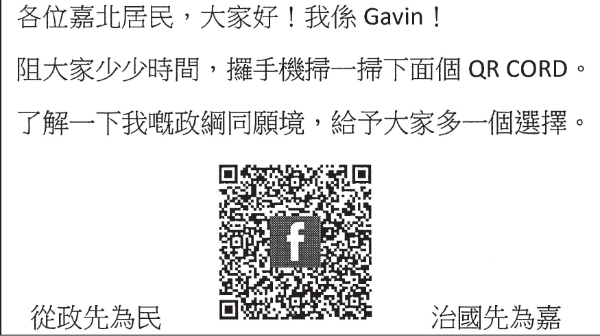 各位嘉北居民，大家好！我係 Gavin！
阻大家少少時間，攞手機掃一掃下面個 QR CORD。
了解一下我嘅政綱同願境，給予大家多一個選擇。
f
從政先為民 治國先為嘉